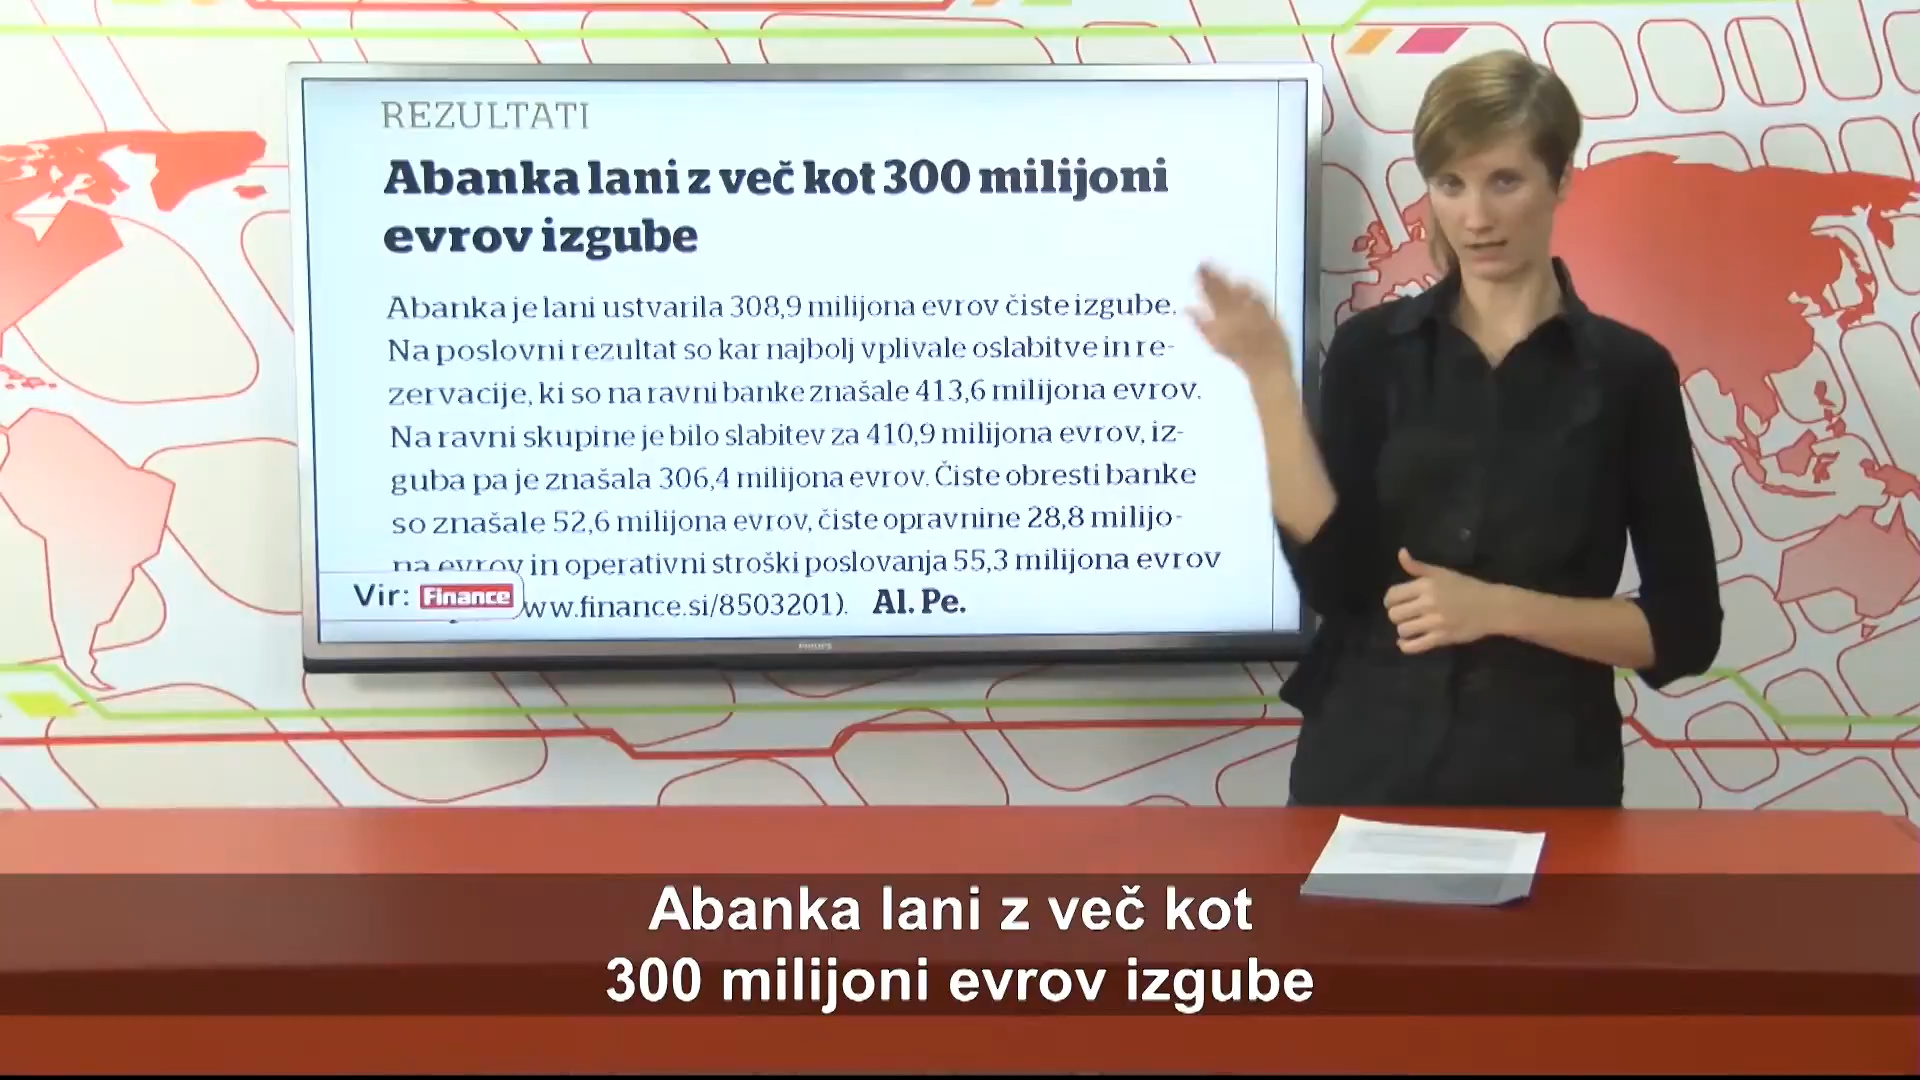 REZULTATI
Abanka lani z več kot 300 milijoni
evrov izgube
Abanka je lani ustvarila 308,9 milijona evrov čiste izgube.
Na poslovni rezultat so kar najbolj vplivale oslabitve in re-
zervacije, ki so na ravni banke znašale 413,6 milijona evrov.
Na ravni skupine je bilo slabitev za 410,9 milijona evrov, iz-
guba pa je znašala 306,4 milijona evrov. Čiste obresti banke
so znašale 52,6 milijona evrov, čiste opravnine 28,8 milijo-
na evrov in operativni stroški poslovanja 55,3 milijona evrov
Vir: Finance ww.finance.si/8503201). Al. Pe.
PHILIPS
Abanka lani z več kot
300 milijoni evrov izgube